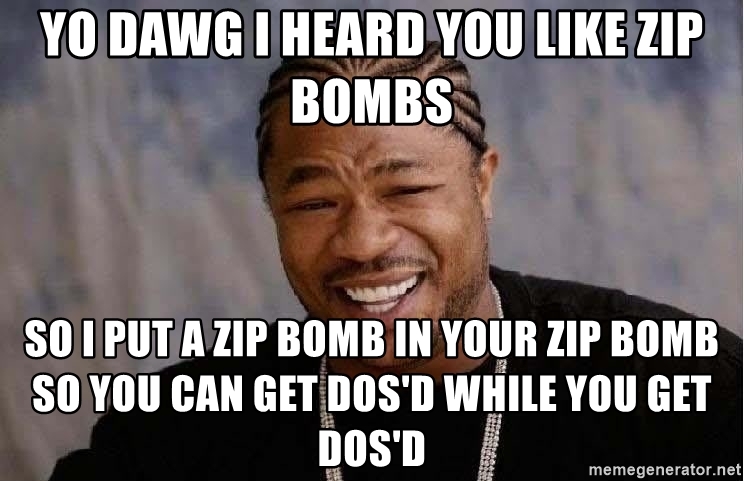 YO DAWG I HEARD YOU LIKE ZIP
BOMBS
SO I PUT A ZIP BOMB IN YOUR ZIP BOMB
SO YOU CAN GET DOS'D WHILE YOU GET
DOS'D
memegenerator.net